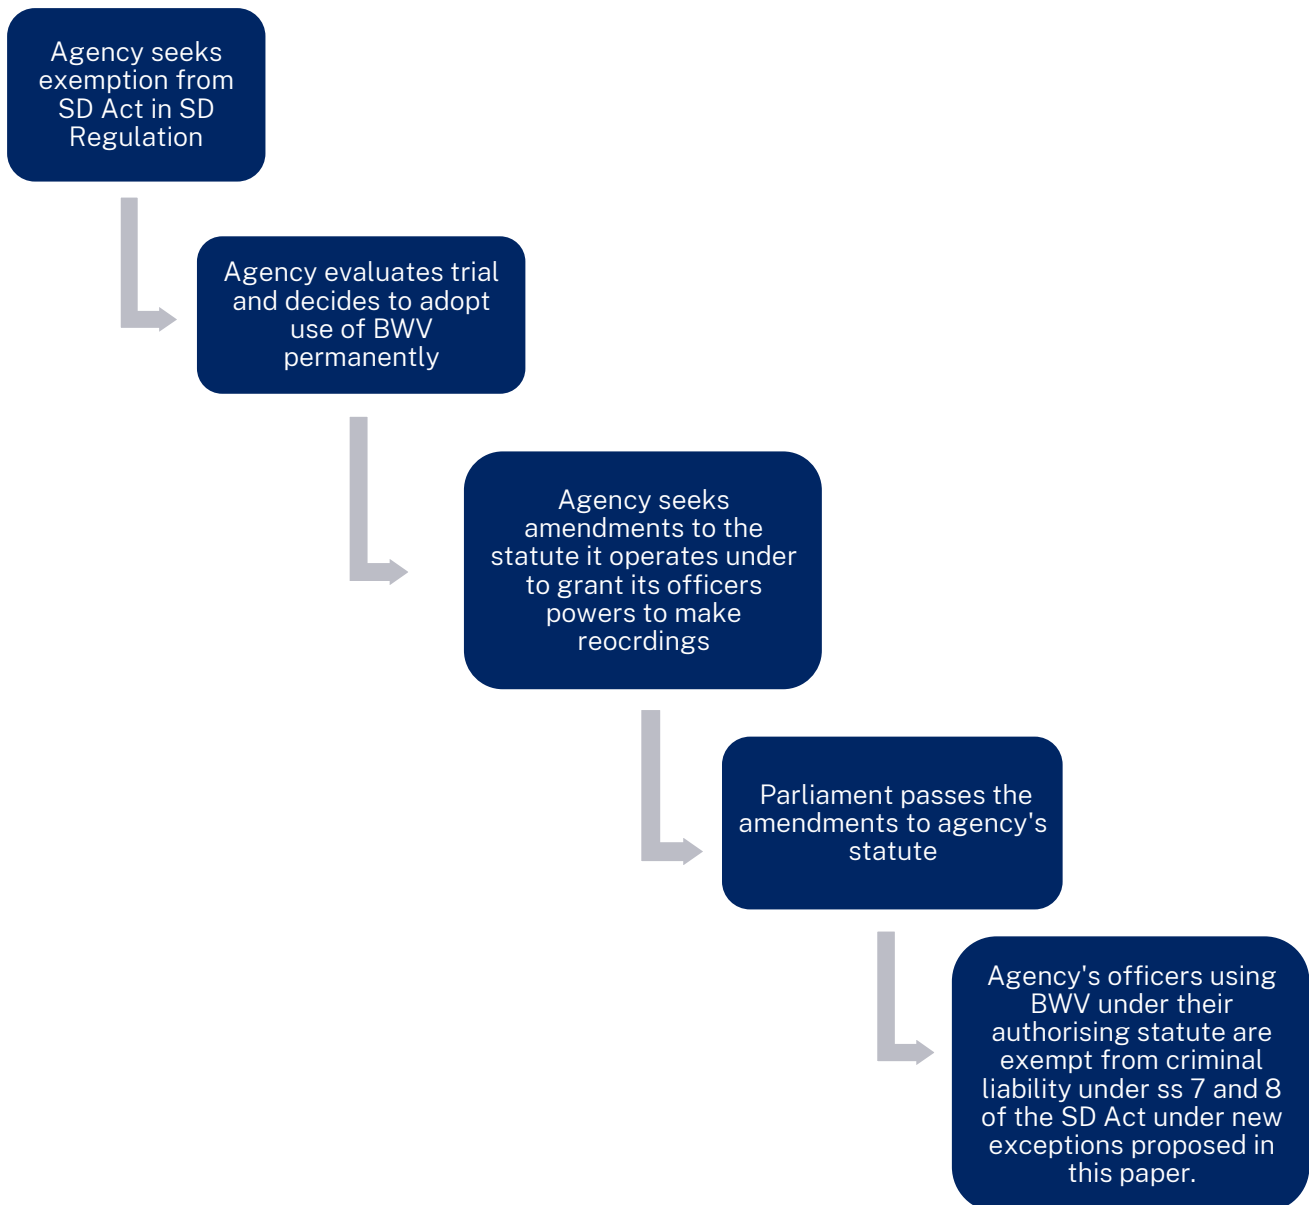 Agency seeks
exemption from
SD Act in SD
Regulation
Agency evaluates trial
and decides to adopt
use of BWV
permanently
Agency seeks
amendments to the
statute it operates under
to grant its officers
powers to make
reocrdings
Parliament passes the
amendments to agency's
statute
Agency's officers using
BWV under their
authorising statute are
exempt from criminal
liability under ss 7 and 8
of the SD Act under new
exceptions proposed in
this paper.